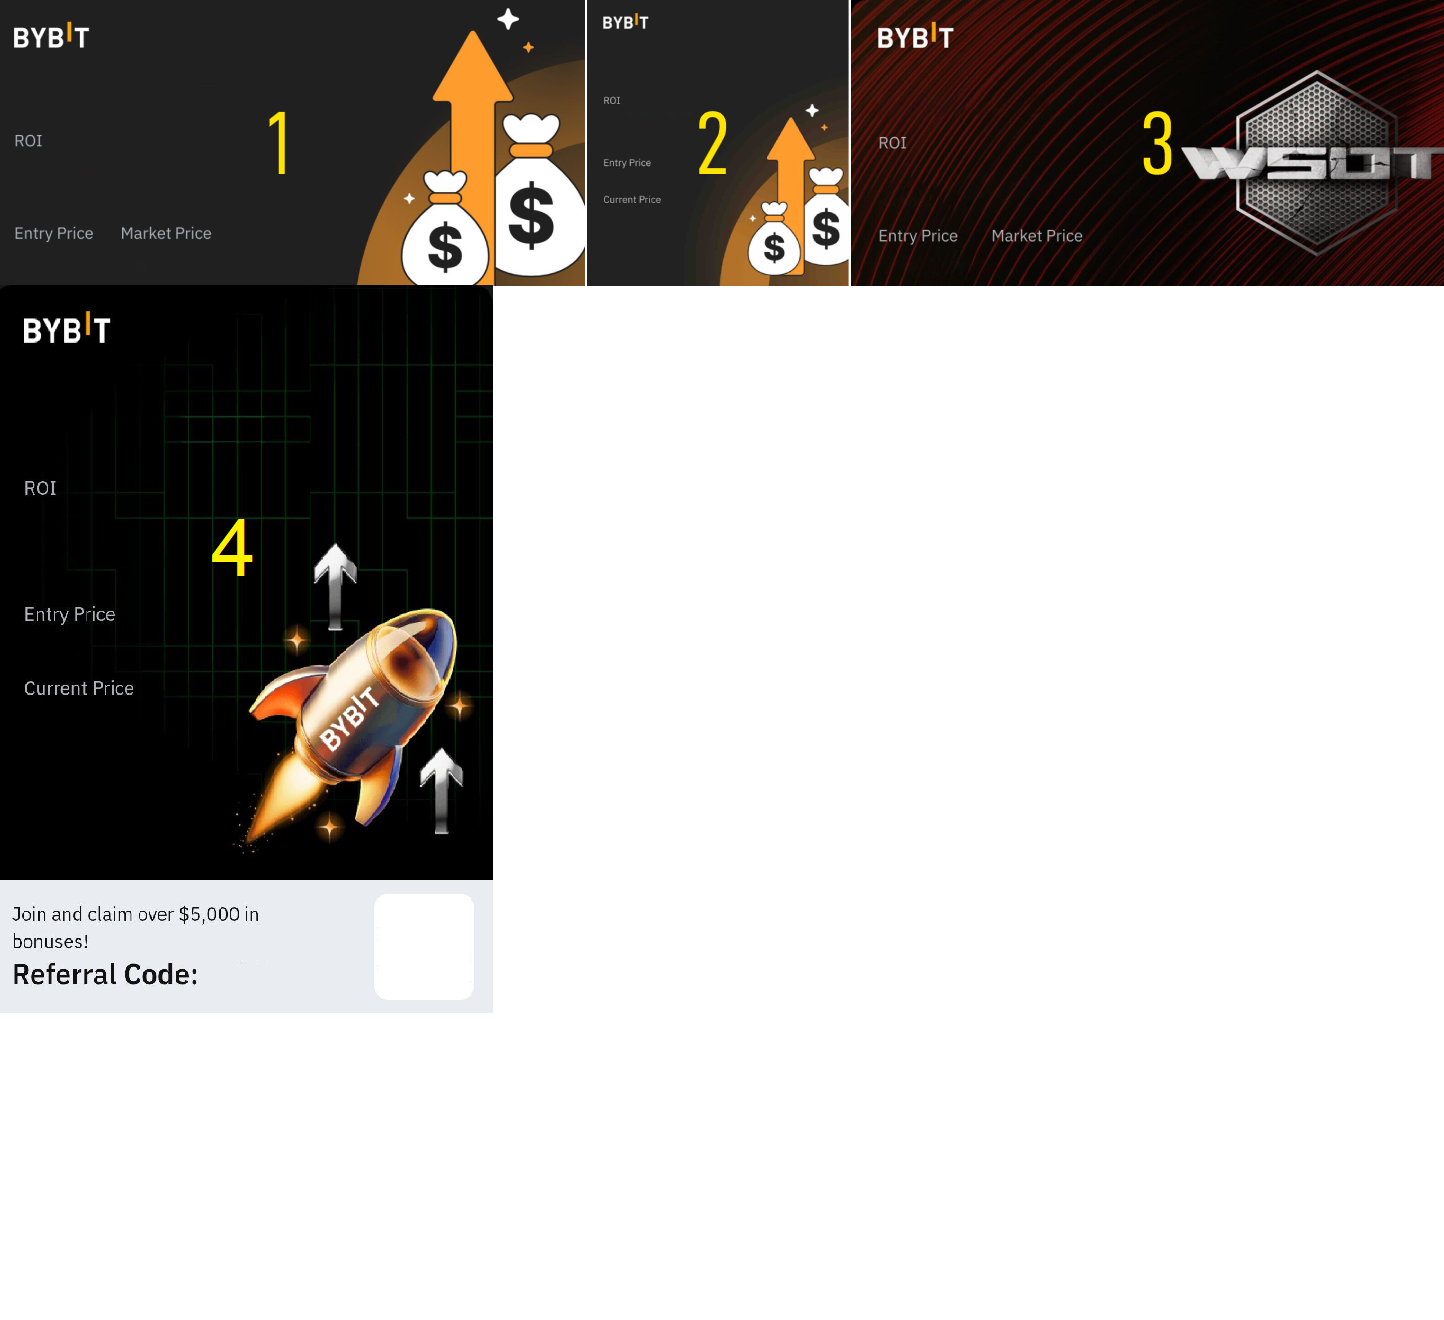 BYBIT
ROI
1
Entry Price Market Price
$ $
BYBIT
ROI
2
Entry Price
Current Price
$ $
BYBIT
ROI
3
WSOT
Entry Price Market Price
BYBIT
ROI
4
Entry Price
Current Price
BYBIT
Join and claim over $5,000 in
bonuses!
Referral Code: